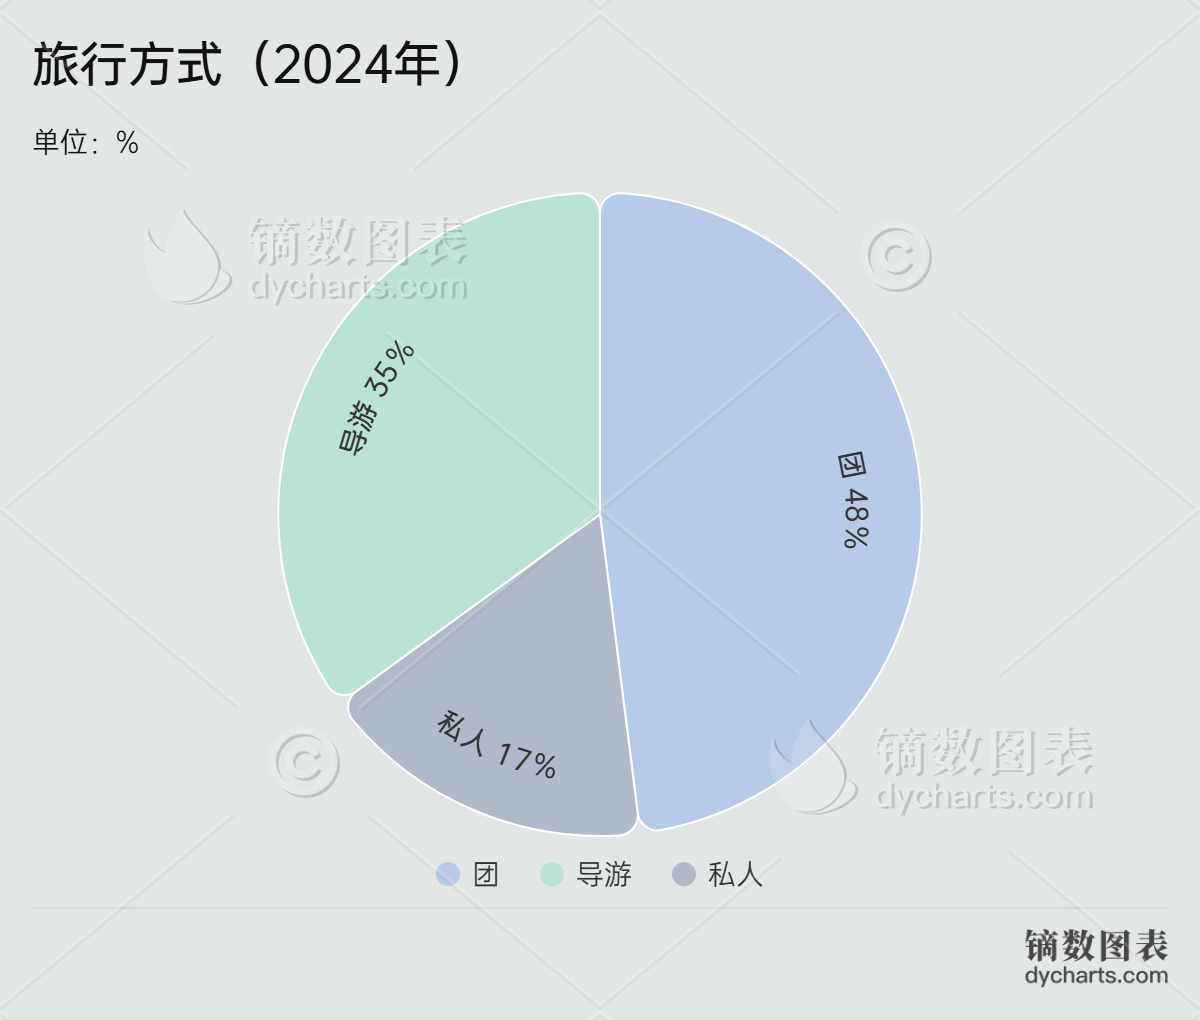 旅行方式（2024年）
单位：%
镝数图表
dycharts.com
©
导游 35%
团 48%
私人 17%
©
镝数图表
dycharts.com
团 导游 私人
镝数图表
dycharts.com